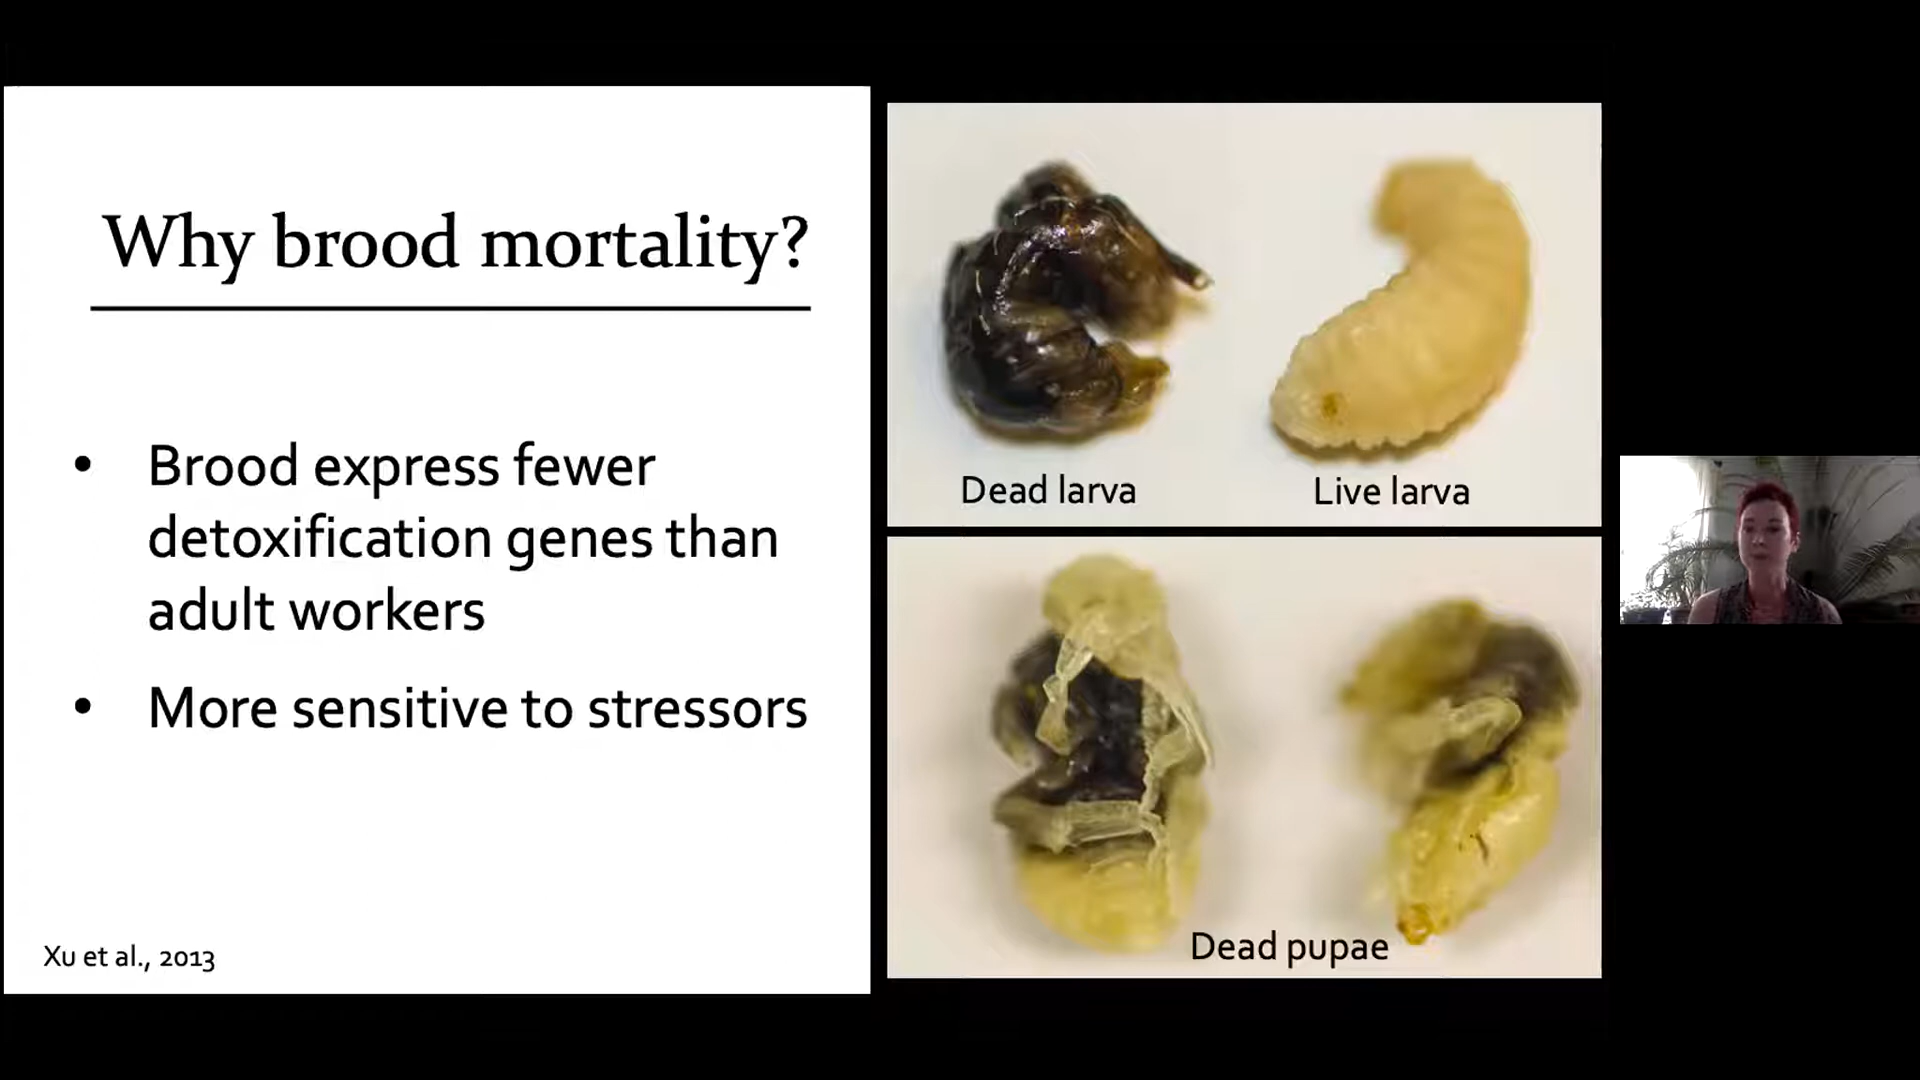 Why brood mortality?
• Brood express fewer
detoxification genes than
adult workers
• More sensitive to stressors
Xu et al., 2013
Dead larva
Live larva
Dead pupae